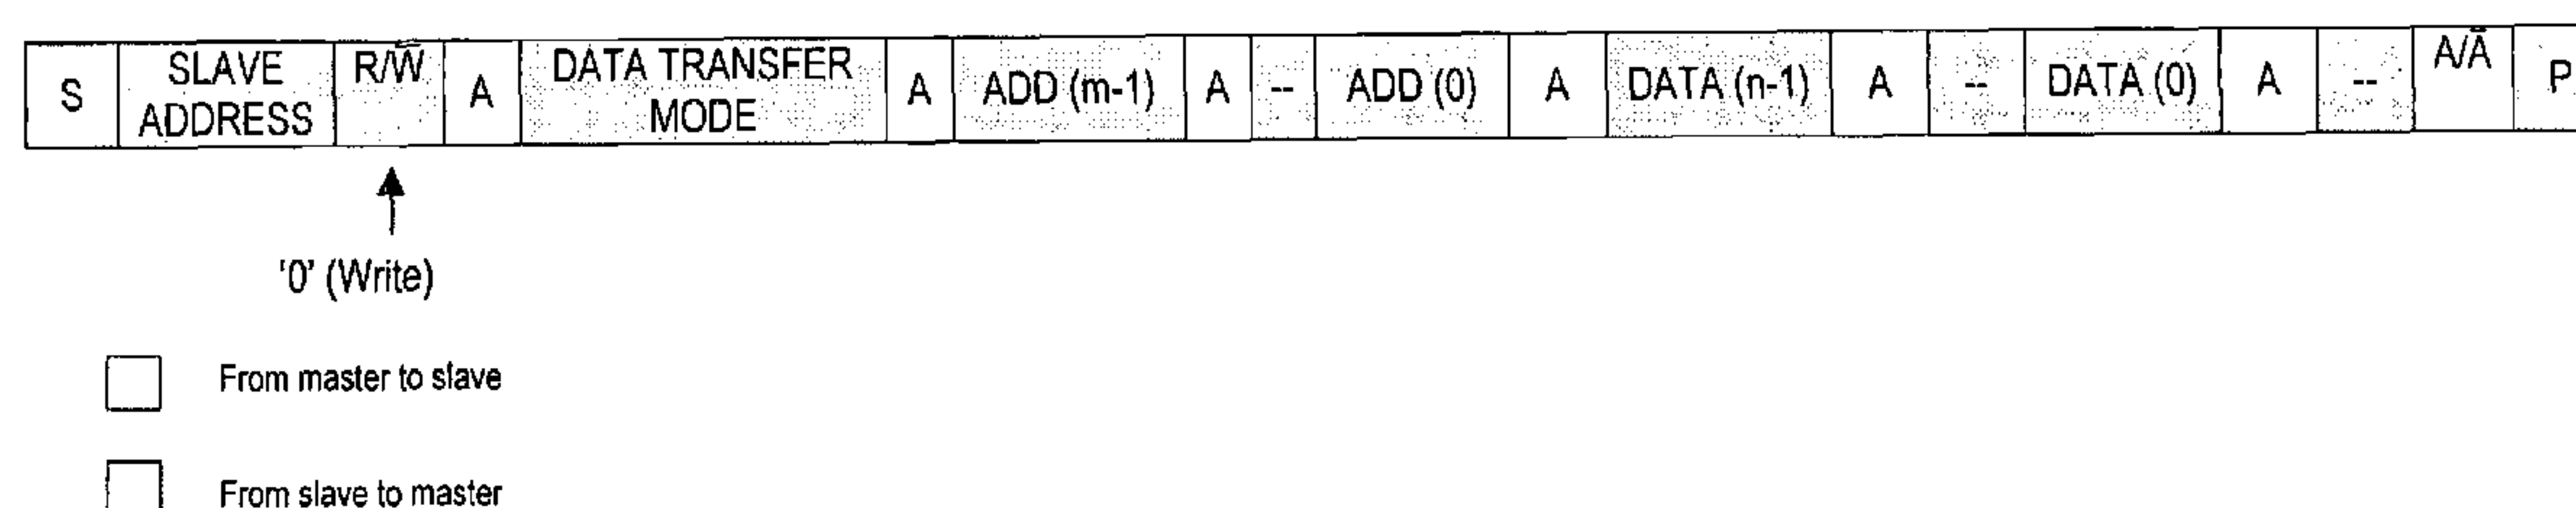 S SLAVE ADDRESS R/W̅ A DATA TRANSFER MODE A ADD (m-1) A -- ADD (0) A DATA (n-1) A -- DATA (0) A -- A/A̅ P
'0' (Write)
From master to slave
From slave to master